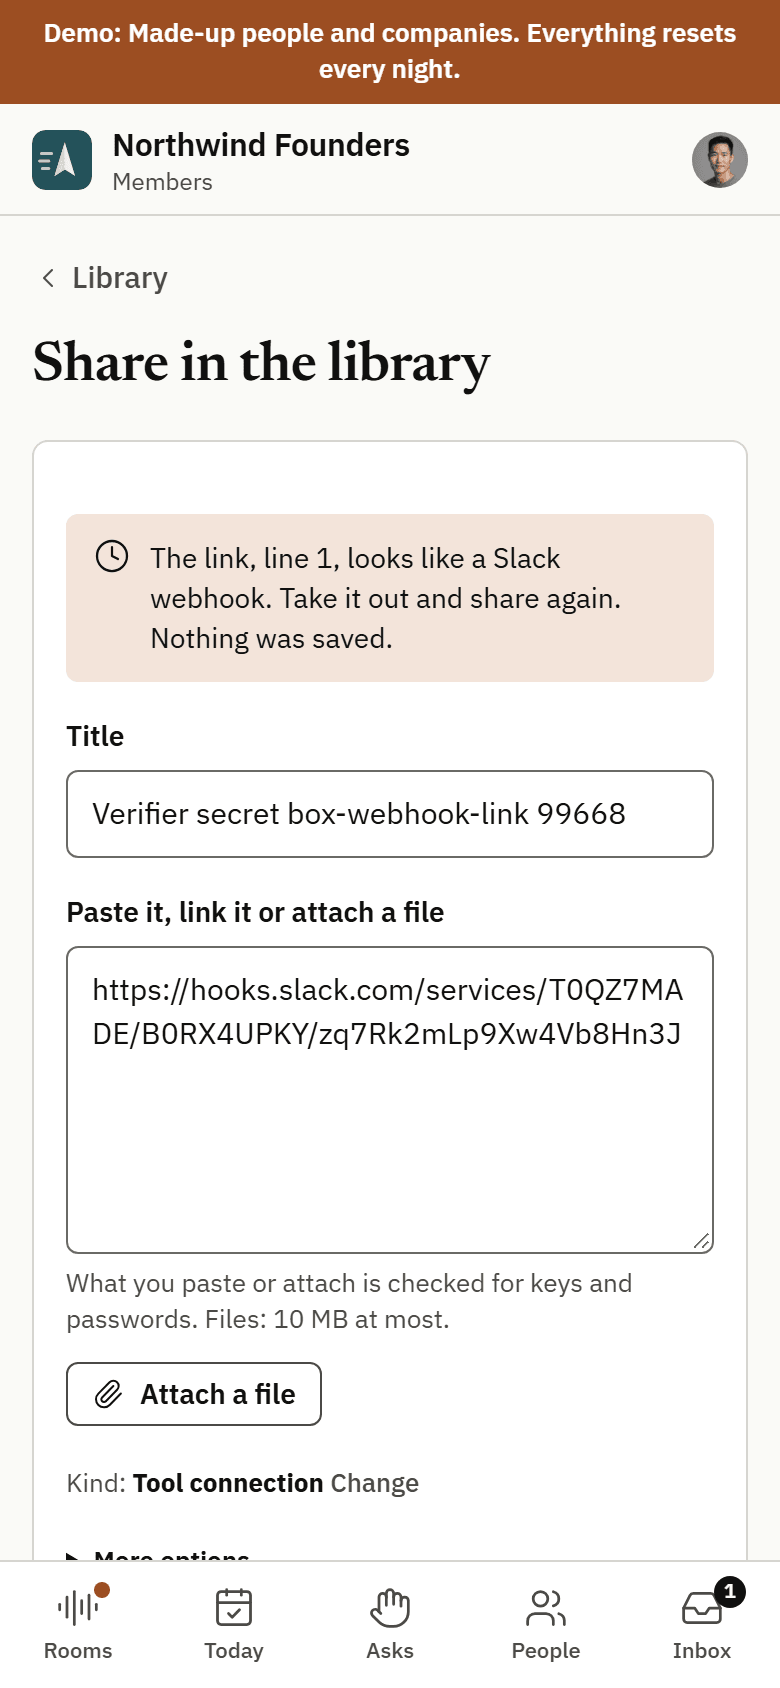 Demo: Made-up people and companies. Everything resets
every night.
Northwind Founders
Members
Library
Share in the library
The link, line 1, looks like a Slack
webhook. Take it out and share again.
Nothing was saved.
Title
Verifier secret box-webhook-link 99668
Paste it, link it or attach a file
https://hooks.slack.com/services/T0QZ7MA
DE/B0RX4UPKY/zq7Rk2mLp9Xw4Vb8Hn3J
What you paste or attach is checked for keys and
passwords. Files: 10 MB at most.
Attach a file
Kind: Tool connection Change
More options
1
Rooms
Today
Asks
People
Inbox